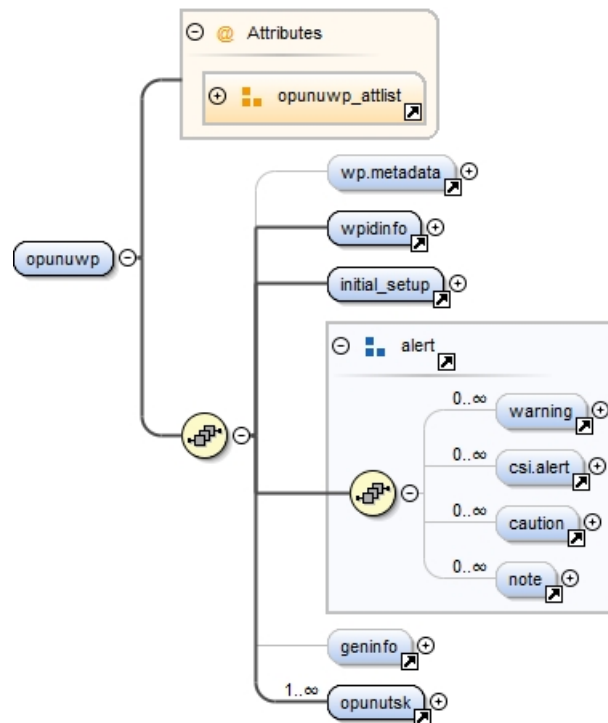 @ Attributes
opunuwp_attlist
wp.metadata
wpidinfo
opunuwp
initial_setup
alert
0..∞
warning
0..∞
csi.alert
0..∞
caution
0..∞
note
geninfo
1..∞
opunutsk